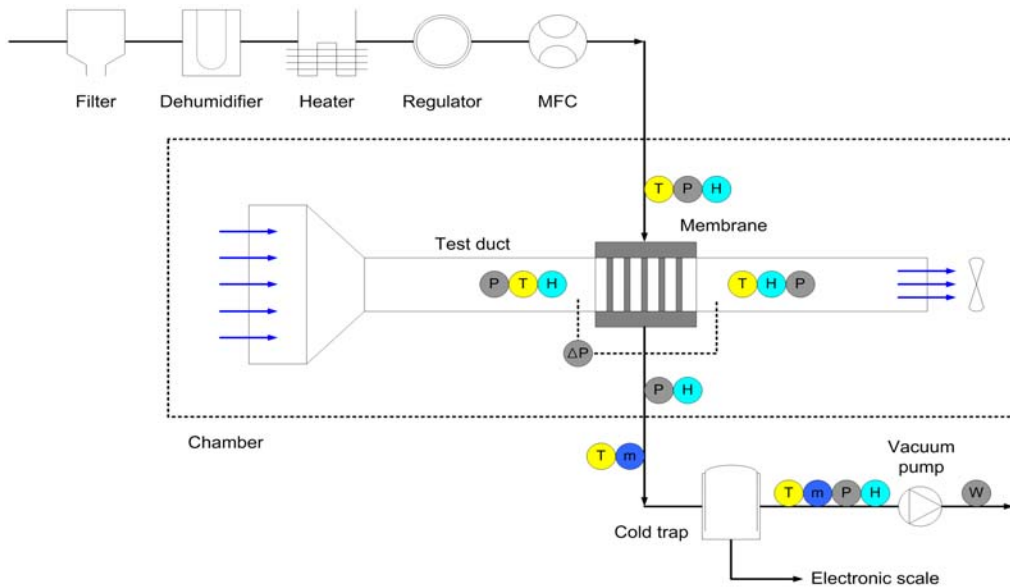 Filter Dehumidifier Heater Regulator MFC
T P H
Membrane
Test duct
P T H
T H P
ΔP
P H
Chamber
T m
Vacuum
pump
T m P H
W
Cold trap
Electronic scale